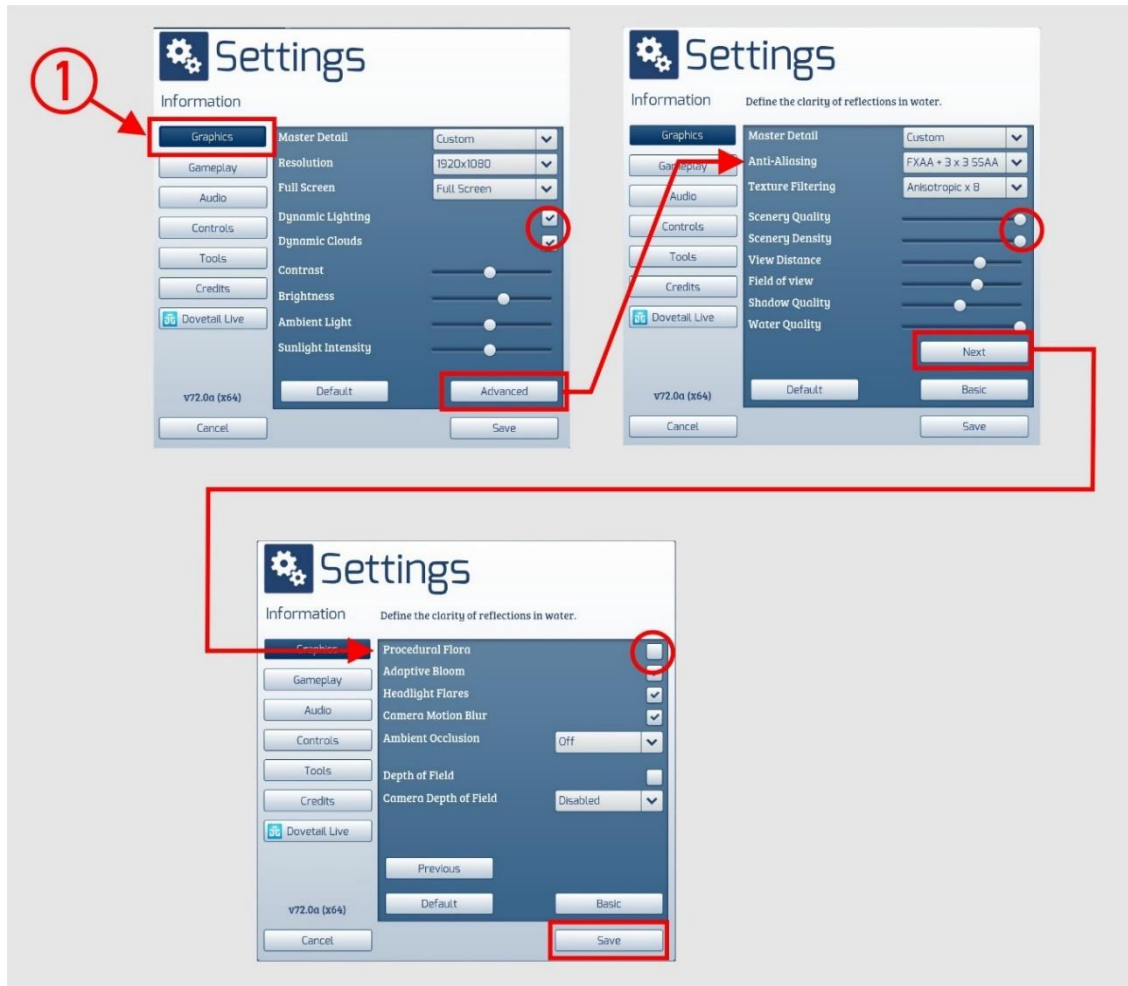 1
Settings
Information
Graphics
Gameplay
Audio
Controls
Tools
Credits
Dovetail Live
v72.0a (x64)
Cancel
Master Detail Custom
Resolution 1920x1080
Full Screen Full Screen
Dynamic Lighting
Dynamic Clouds
Contrast
Brightness
Ambient Light
Sunlight Intensity
Default Advanced
Save
Settings
Information Define the clarity of reflections in water.
Graphics
Gameplay
Audio
Controls
Tools
Credits
Dovetail Live
v72.0a (x64)
Cancel
Master Detail Custom
Anti-Aliasing FXAA + 3 x 3 SSAA
Texture Filtering Anisotropic x 8
Scenery Quality
Scenery Density
View Distance
Field of view
Shadow Quality
Water Quality
Next
Default Basic
Save
Settings
Information Define the clarity of reflections in water.
Graphics
Gameplay
Audio
Controls
Tools
Credits
Dovetail Live
v72.0a (x64)
Cancel
Procedural Flora
Adaptive Bloom
Headlight Flares
Camera Motion Blur
Ambient Occlusion Off
Depth of Field
Camera Depth of Field Disabled
Previous
Default Basic
Save